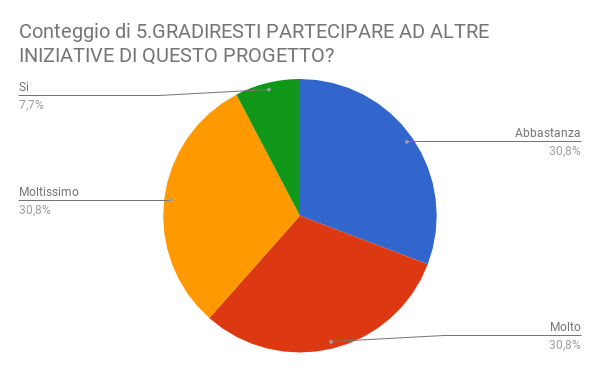 Conteggio di 5.GRADIRESTI PARTECIPARE AD ALTRE
INIZIATIVE DI QUESTO PROGETTO?
Si
7,7%
Abbastanza
30,8%
Moltissimo
30,8%
Molto
30,8%